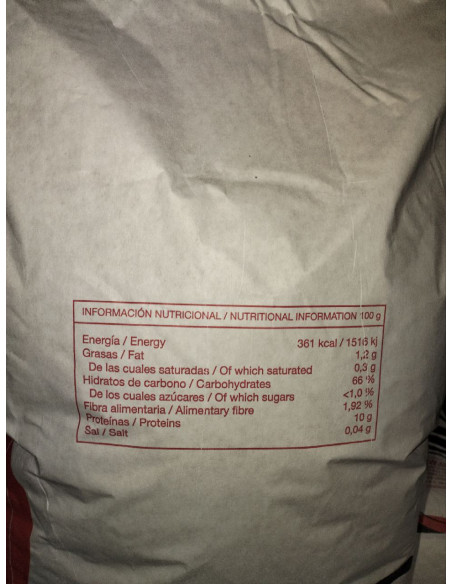 INFORMACIÓN NUTRICIONAL / NUTRITIONAL INFORMATION 100 g
Energía / Energy 361 kcal / 1516 kj
Grasas / Fat 1,2 g
De las cuales saturadas / Of which saturated 0,3 g
Hidratos de carbono / Carbohydrates 66 %
De los cuales azúcares / Of which sugars <1,0 %
Fibra alimentaria / Alimentary fibre 1,92 %
Proteínas / Proteins 10 g
Sal / Salt 0,04 g